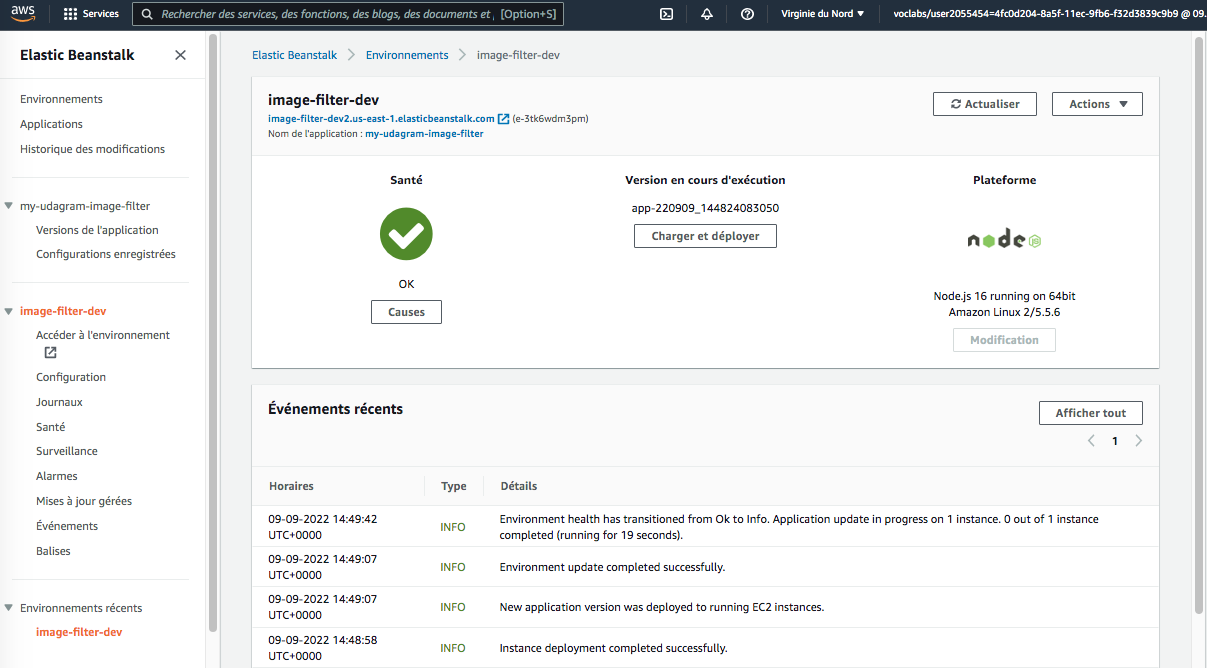 aws
Services
Rechercher des services, des fonctions, des blogs, des documents et
[Option+S]
Virginie du Nord
voclabs/user2055454=4fc0d204-8a5f-11ec-9fb6-f32d3839c9b9 @ 09.
Elastic Beanstalk
Environnements
Applications
Historique des modifications
my-udagram-image-filter
Versions de l'application
Configurations enregistrées
image-filter-dev
Accéder à l'environnement
Configuration
Journaux
Santé
Surveillance
Alarmes
Mises à jour gérées
Événements
Balises
Environnements récents
image-filter-dev
Elastic Beanstalk
Environnements
image-filter-dev
image-filter-dev
image-filter-dev2.us-east-1.elasticbeanstalk.com (e-3tk6wdm3pm)
Nom de l'application : my-udagram-image-filter
Actualiser
Actions
Santé
OK
Causes
Version en cours d'exécution
app-220909_144824083050
Charger et déployer
Plateforme
node JS
Node.js 16 running on 64bit
Amazon Linux 2/5.5.6
Modification
Événements récents
Afficher tout
1
Horaires Type Détails
09-09-2022 14:49:42
UTC+0000
INFO
Environment health has transitioned from Ok to Info. Application update in progress on 1 instance. 0 out of 1 instance
completed (running for 19 seconds).
09-09-2022 14:49:07
UTC+0000
INFO
Environment update completed successfully.
09-09-2022 14:49:07
UTC+0000
INFO
New application version was deployed to running EC2 instances.
09-09-2022 14:48:58
UTC+0000
INFO
Instance deployment completed successfully.